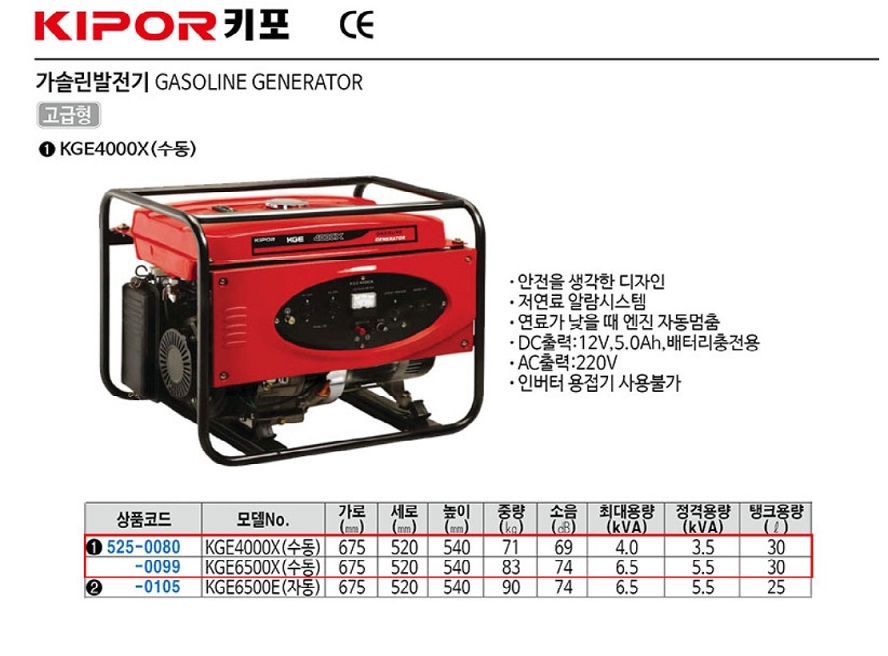 KIPOR키포 CE
가솔린발전기 GASOLINE GENERATOR
고급형
❶ KGE4000X(수동)
KIPOR KGE 4000X GASOLINE GENERATOR
· 안전을 생각한 디자인
· 저연료 알람시스템
· 연료가 낮을 때 엔진 자동멈춤
· DC출력:12V,5.0Ah,배터리충전용
· AC출력:220V
· 인버터 용접기 사용불가
상품코드 모델No. 가로(㎜) 세로(㎜) 높이(㎜) 중량(㎏) 소음(㏈) 최대용량(kVA) 정격용량(kVA) 탱크용량(ℓ)
❶ 525-0080 KGE4000X(수동) 675 520 540 71 69 4.0 3.5 30
-0099 KGE6500X(수동) 675 520 540 83 74 6.5 5.5 30
❷ -0105 KGE6500E(자동) 675 520 540 90 74 6.5 5.5 25